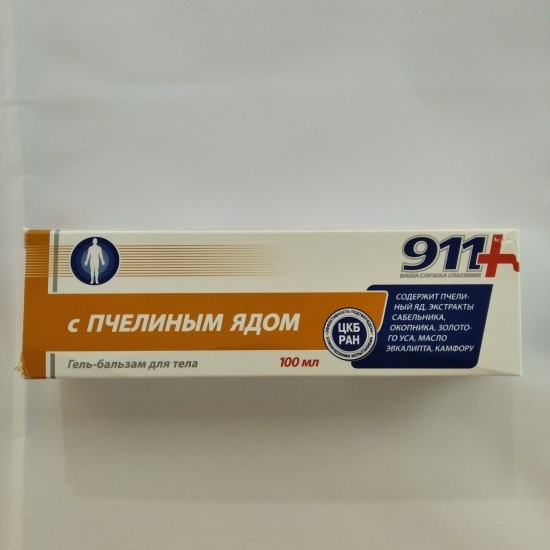 911+
ВАША СЛУЖБА СПАСЕНИЯ
с ПЧЕЛИНЫМ ЯДОМ
Гель-бальзам для тела
100 мл
ЦКБ
РАН
СОДЕРЖИТ ПЧЕЛИ-
НЫЙ ЯД, ЭКСТРАКТЫ
САБЕЛЬНИКА,
ОКОПНИКА, ЗОЛОТО-
ГО УСА, МАСЛО
ЭВКАЛИПТА, КАМФОРУ